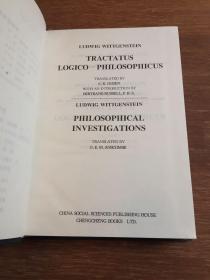 LUDWIG WITTGENSTEIN
TRACTATUS
LOGICO—PHILOSOPHICUS
TRANSLATED BY
C. K. OGDEN
WITH AN INTRODUCTION BY
BERTRAND RUSSELL, F. R. S.
LUDWIG WITTGENSTEIN
PHILOSOPHICAL
INVESTIGATIONS
TRANSLATED BY
G. E. M. ANSCOMBE
CHINA SOCIAL SCIENCES PUBLISHING HOUSE
CHENGCHENG BOOKS LTD.